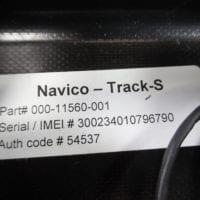 Navico – Track-S
Part# 000-11560-001
Serial / IMEI # 300234010796790
Auth code # 54537